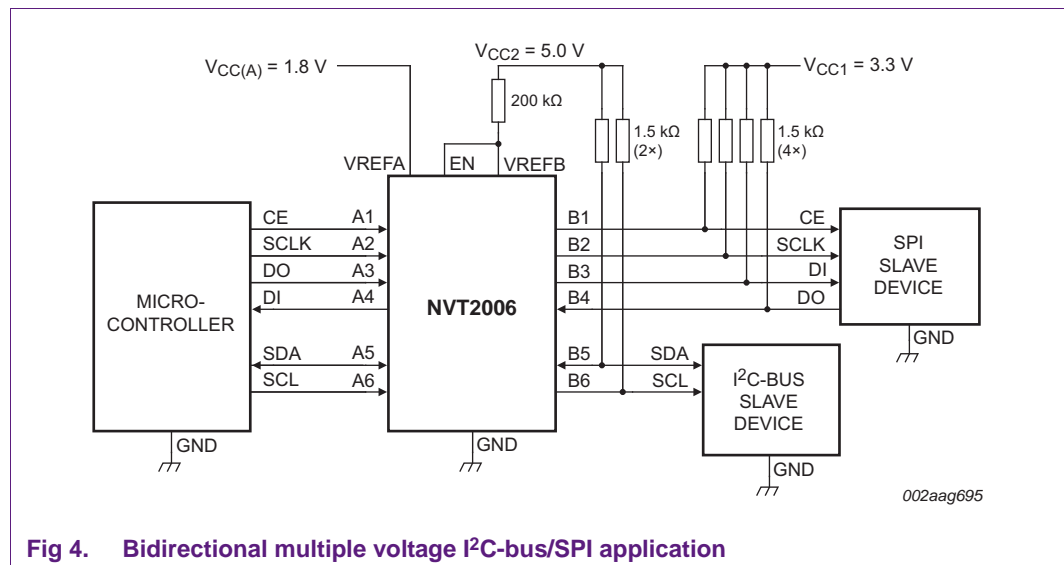 VCC2 = 5.0 V
VCC(A) = 1.8 V
VCC1 = 3.3 V
200 kΩ
1.5 kΩ
(2×)
1.5 kΩ
(4×)
VREFA
EN
VREFB
CE
A1
B1
CE
SCLK
A2
B2
SCLK
DO
A3
B3
DI
DI
A4
B4
DO
SDA
A5
B5
SDA
SCL
A6
B6
SCL
MICRO-
CONTROLLER
NVT2006
SPI
SLAVE
DEVICE
GND
I²C-BUS
SLAVE
DEVICE
GND
GND
GND
002aag695
Fig 4. Bidirectional multiple voltage I²C-bus/SPI application